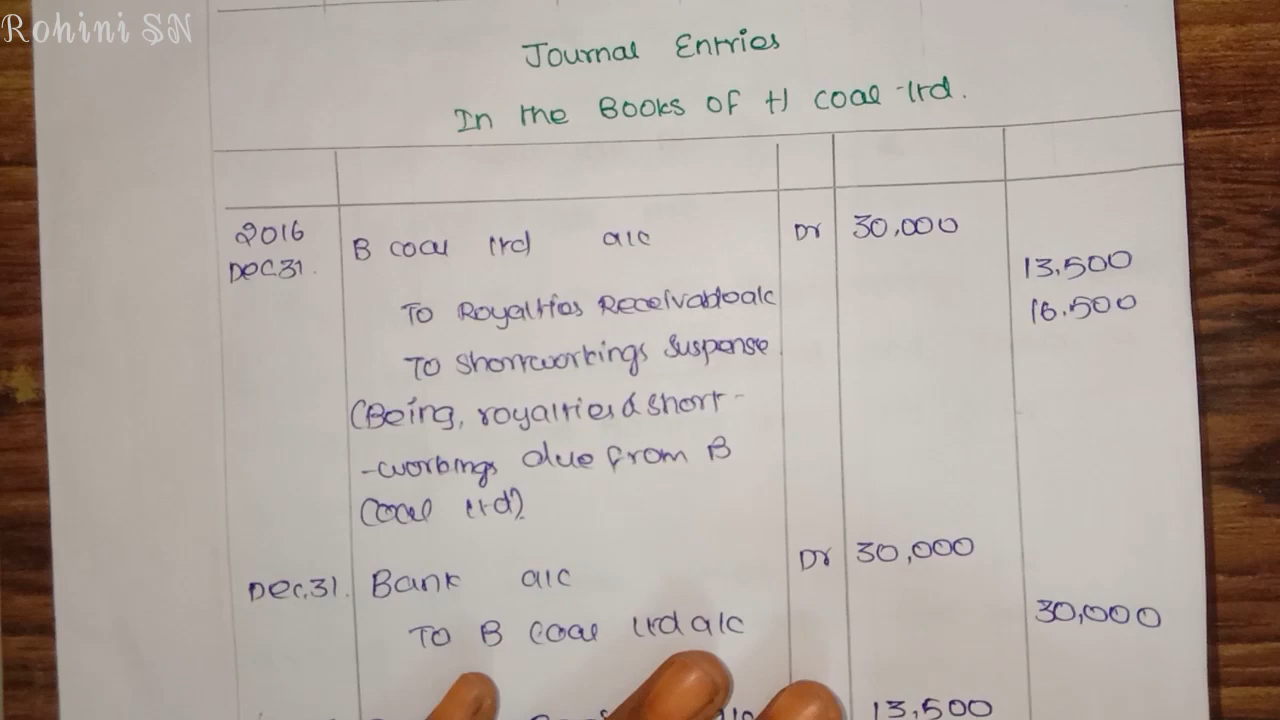 Rohini SN
Journal Entries
In the Books of H coal ltd.
2016
Dec.31.
B coal ltd a/c Dr 30,000
To Royalties Receivable a/c 13,500
To Shortworkings Suspense 16,500
(Being, royalties & short-
-workings due from B
Coal ltd)
Dec.31. Bank a/c Dr 30,000
To B Coal ltd a/c 30,000
13,500